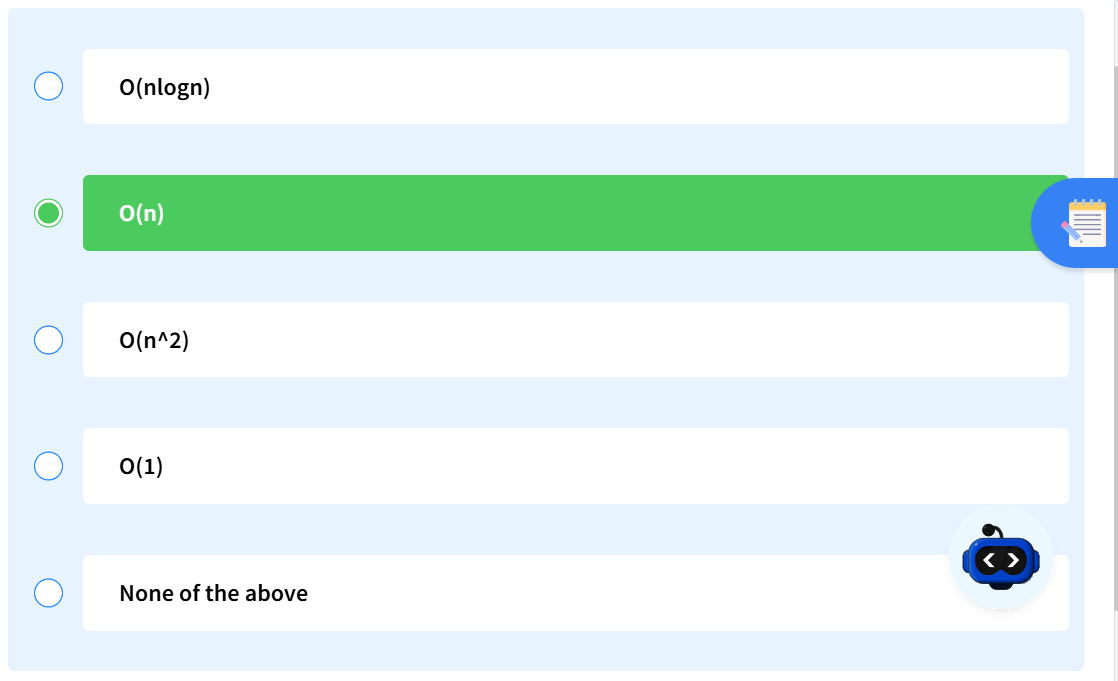 O(nlogn)
O(n)
O(n^2)
O(1)
None of the above